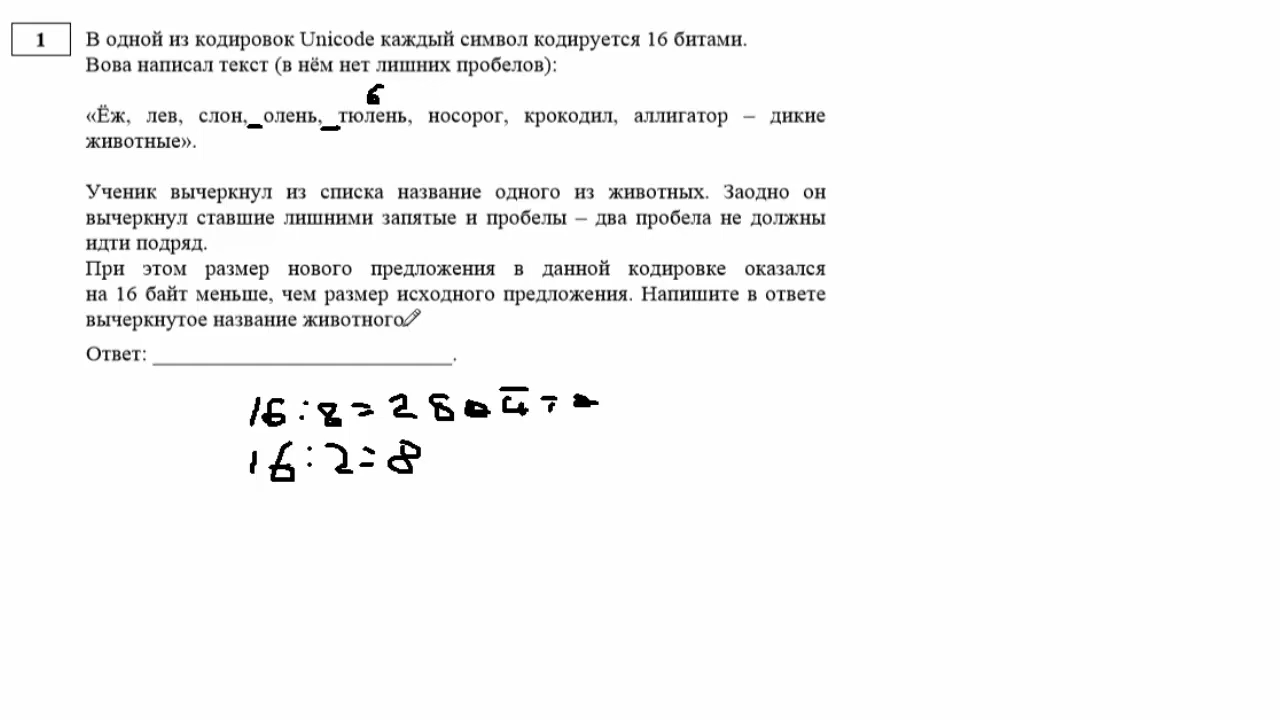 1
В одной из кодировок Unicode каждый символ кодируется 16 битами.
Вова написал текст (в нём нет лишних пробелов):
6
«Ёж, лев, слон, олень, тюлень, носорог, крокодил, аллигатор – дикие
животные».
Ученик вычеркнул из списка название одного из животных. Заодно он
вычеркнул ставшие лишними запятые и пробелы – два пробела не должны
идти подряд.
При этом размер нового предложения в данной кодировке оказался
на 16 байт меньше, чем размер исходного предложения. Напишите в ответе
вычеркнутое название животного
Ответ: ______________________________.
16:8=2 8
16:2=8